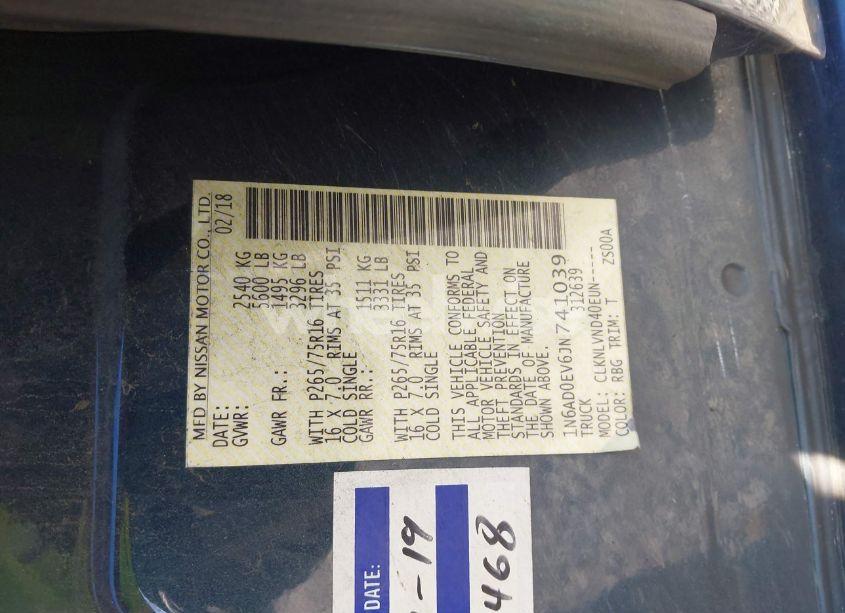 MFD BY NISSAN MOTOR CO., LTD.
DATE: 02/18
GVWR: 2540 KG
5600 LB
GAWR FR.: 1495 KG
3296 LB
WITH P265/75R16 TIRES
16 X 7.0 RIMS AT 35 PSI
COLD SINGLE
GAWR RR.: 1511 KG
3331 LB
WITH P265/75R16 TIRES
16 X 7.0 RIMS AT 35 PSI
COLD SINGLE
THIS VEHICLE CONFORMS TO
ALL APPLICABLE FEDERAL
MOTOR VEHICLE SAFETY AND
THEFT PREVENTION
STANDARDS IN EFFECT ON
THE DATE OF MANUFACTURE
SHOWN ABOVE.
1N6AD0EV6JN741039
TRUCK 312639
MODEL: CLKNLVND40EUN-----
COLOR: RBG TRIM: T ZS00A
DATE:
-19
468